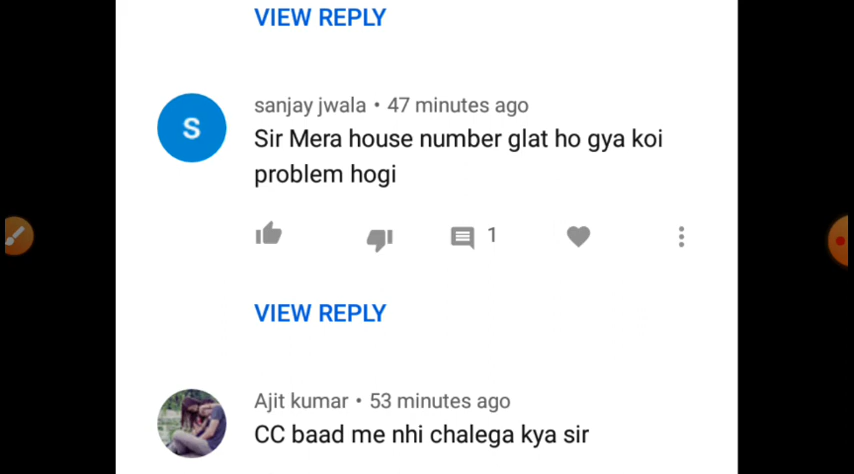 VIEW REPLY
S
sanjay jwala • 47 minutes ago
Sir Mera house number glat ho gya koi
problem hogi
1
VIEW REPLY
Ajit kumar • 53 minutes ago
CC baad me nhi chalega kya sir